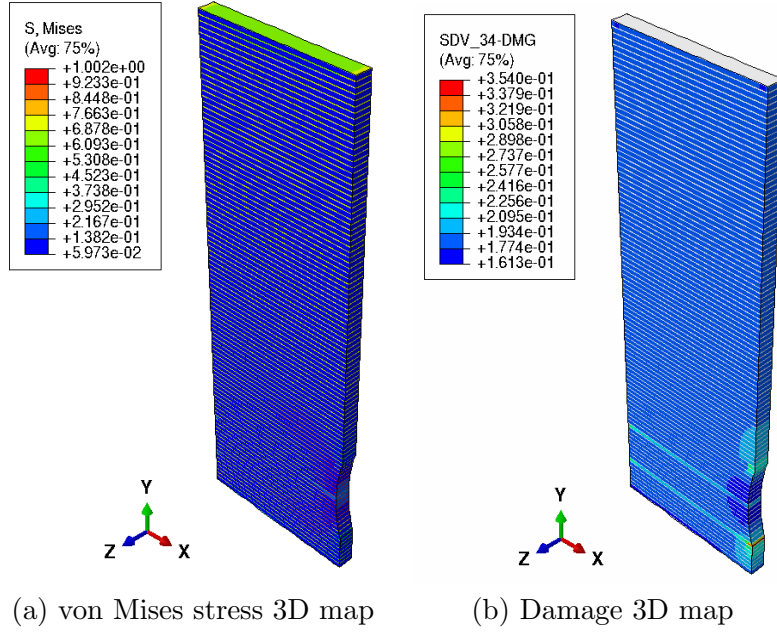 S, Mises
(Avg: 75%)
+1.002e+00
+9.233e-01
+8.448e-01
+7.663e-01
+6.878e-01
+6.093e-01
+5.308e-01
+4.523e-01
+3.738e-01
+2.952e-01
+2.167e-01
+1.382e-01
+5.973e-02
Y
Z
X
SDV_34-DMG
(Avg: 75%)
+3.540e-01
+3.379e-01
+3.219e-01
+3.058e-01
+2.898e-01
+2.737e-01
+2.577e-01
+2.416e-01
+2.256e-01
+2.095e-01
+1.934e-01
+1.774e-01
+1.613e-01
Y
Z
X
(a) von Mises stress 3D map
(b) Damage 3D map